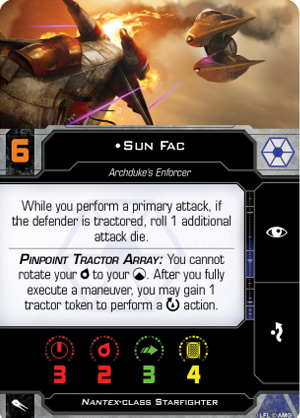 6
•Sun Fac
Archduke's Enforcer
While you perform a primary attack, if
the defender is tractored, roll 1 additional
attack die.
Pinpoint Tractor Array: You cannot
rotate your to your . After you fully
execute a maneuver, you may gain 1
tractor token to perform a action.
3 2 3 4
Nantex-class Starfighter
LFL ©AMG